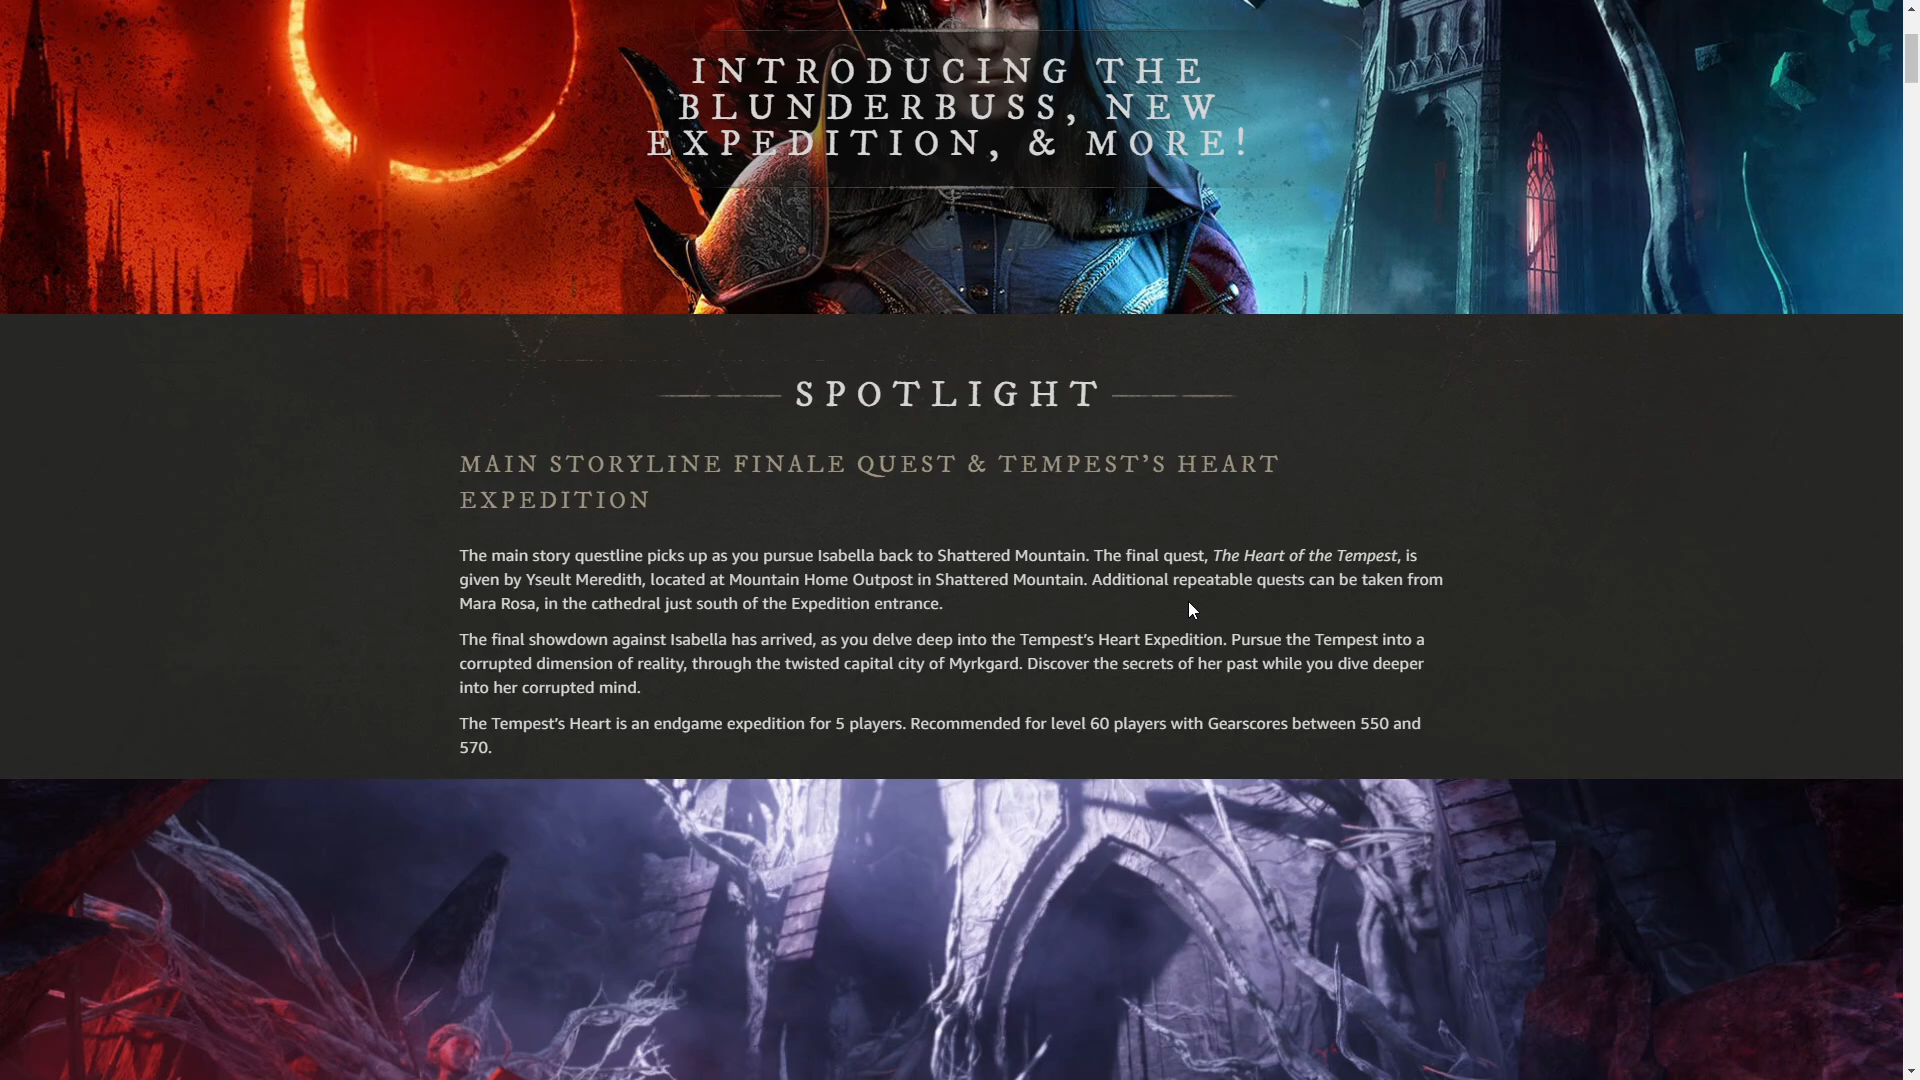 INTRODUCING THE
BLUNDERBUSS, NEW
EXPEDITION, & MORE!
SPOTLIGHT
MAIN STORYLINE FINALE QUEST & TEMPEST’S HEART
EXPEDITION
The main story questline picks up as you pursue Isabella back to Shattered Mountain. The final quest, The Heart of the Tempest, is
given by Yseult Meredith, located at Mountain Home Outpost in Shattered Mountain. Additional repeatable quests can be taken from
Mara Rosa, in the cathedral just south of the Expedition entrance.
The final showdown against Isabella has arrived, as you delve deep into the Tempest’s Heart Expedition. Pursue the Tempest into a
corrupted dimension of reality, through the twisted capital city of Myrkgard. Discover the secrets of her past while you dive deeper
into her corrupted mind.
The Tempest’s Heart is an endgame expedition for 5 players. Recommended for level 60 players with Gearscores between 550 and
570.